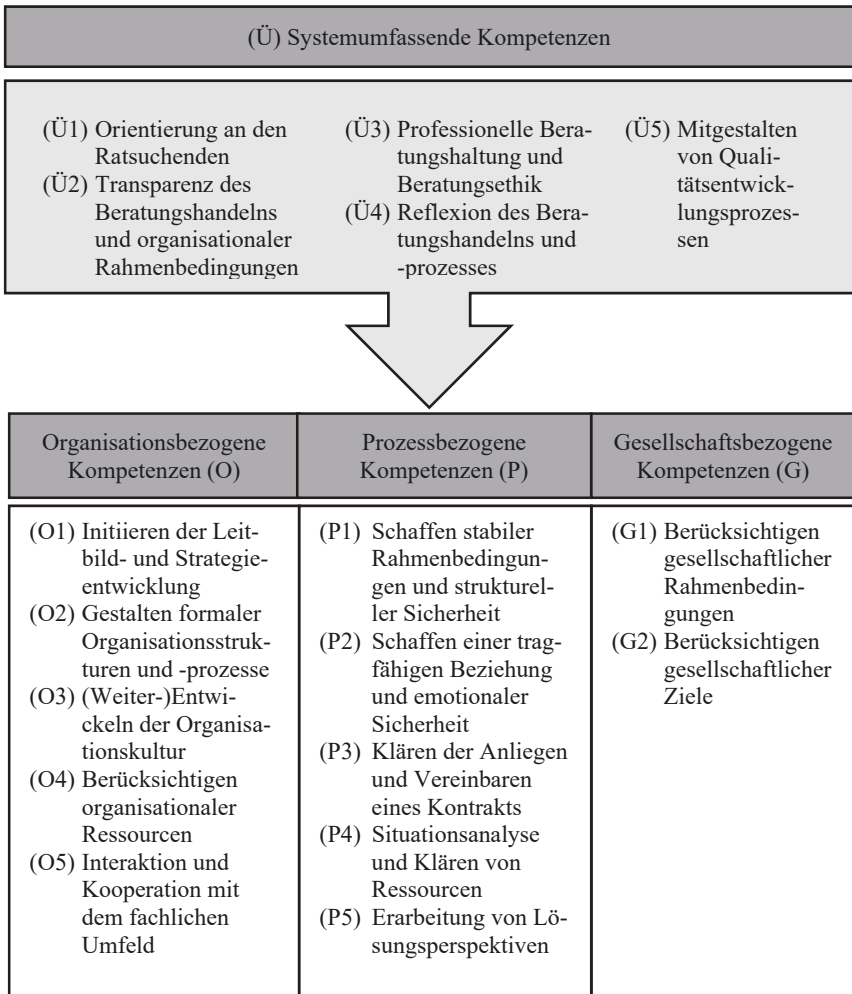 (Ü) Systemumfassende Kompetenzen
(Ü1) Orientierung an den
Ratsuchenden
(Ü2) Transparenz des
Beratungshandelns
und organisationaler
Rahmenbedingungen
(Ü3) Professionelle Bera-
tungshaltung und
Beratungsethik
(Ü4) Reflexion des Bera-
tungshandelns und
-prozesses
(Ü5) Mitgestalten
von Quali-
tätsentwick-
lungsprozes-
sen
Organisationsbezogene
Kompetenzen (O)
(O1) Initiieren der Leit-
bild- und Strategie-
entwicklung
(O2) Gestalten formaler
Organisationsstruk-
turen und -prozesse
(O3) (Weiter-)Entwi-
ckeln der Organisa-
tionskultur
(O4) Berücksichtigen
organisationaler
Ressourcen
(O5) Interaktion und
Kooperation mit
dem fachlichen
Umfeld
Prozessbezogene
Kompetenzen (P)
(P1) Schaffen stabiler
Rahmenbedingun-
gen und strukturel-
ler Sicherheit
(P2) Schaffen einer trag-
fähigen Beziehung
und emotionaler
Sicherheit
(P3) Klären der Anliegen
und Vereinbaren
eines Kontrakts
(P4) Situationsanalyse
und Klären von
Ressourcen
(P5) Erarbeitung von Lö-
sungsperspektiven
Gesellschaftsbezogene
Kompetenzen (G)
(G1) Berücksichtigen
gesellschaftlicher
Rahmenbedin-
gungen
(G2) Berücksichtigen
gesellschaftlicher
Ziele